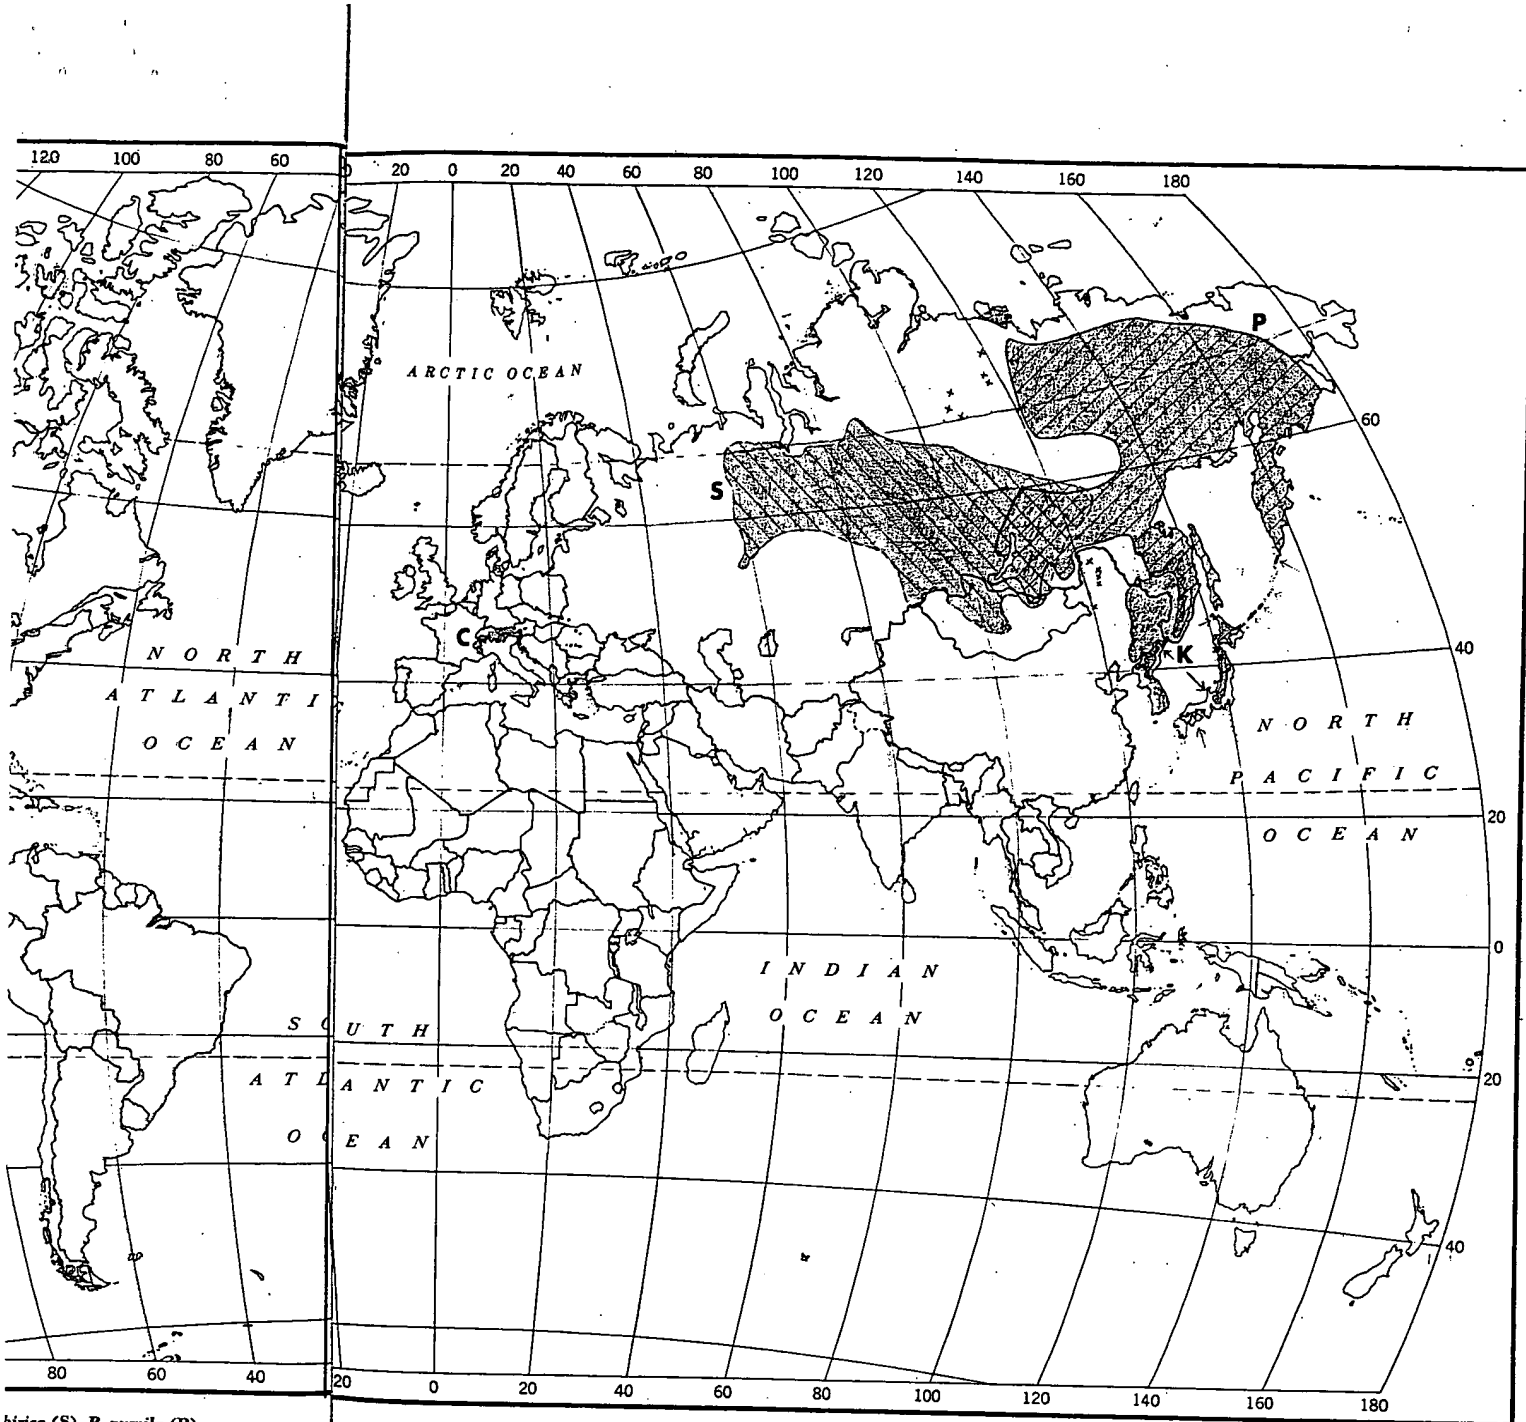 120 100 80 60
20 0 20 40 60 80 100 120 140 160 180
P
ARCTIC OCEAN
60
S
C
K
40
NORTH
ATLANTI
OCEAN
NORTH
PACIFIC
OCEAN
20
0
INDIAN
OCEAN
SOUTH
ATLANTIC
OCEAN
20
40
80 60 40 20 0 20 40 60 80 100 120 140 160 180
(S), P. pumila (P)